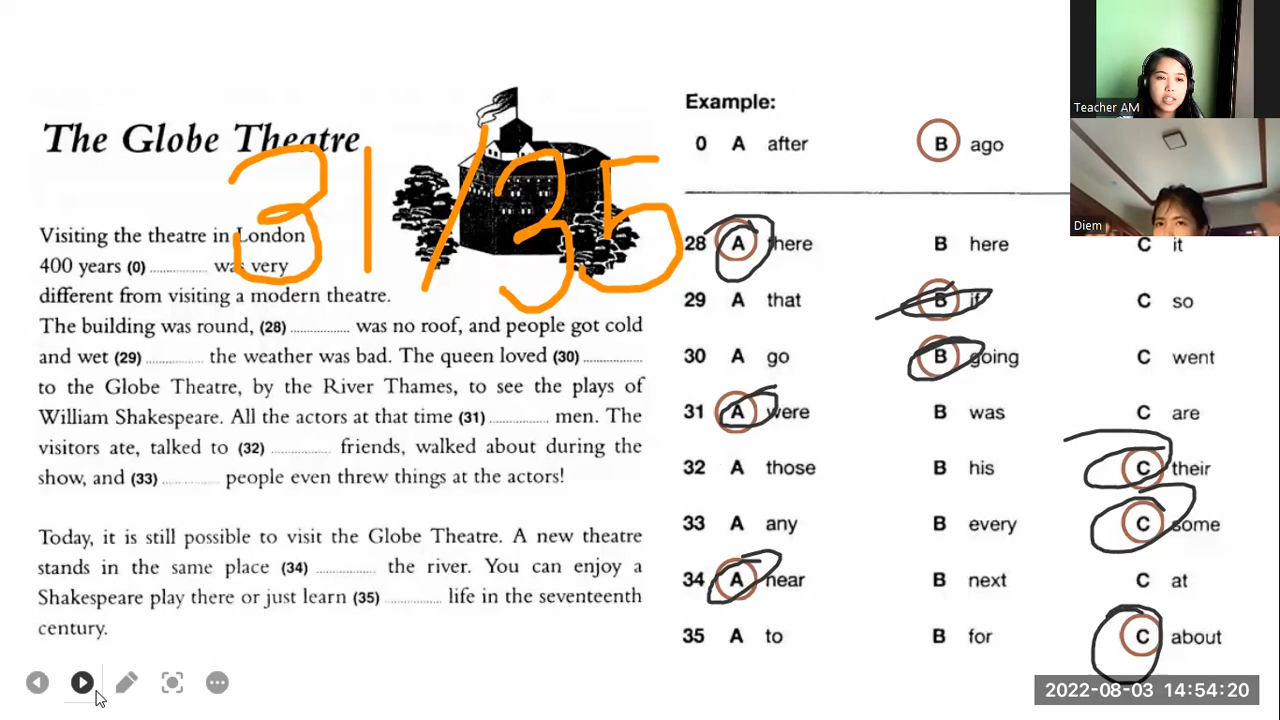 The Globe Theatre
31/35
Visiting the theatre in London
400 years (0) ............... was very
different from visiting a modern theatre.
The building was round, (28) ............... was no roof, and people got cold
and wet (29) ............... the weather was bad. The queen loved (30) ...............
to the Globe Theatre, by the River Thames, to see the plays of
William Shakespeare. All the actors at that time (31) ............... men. The
visitors ate, talked to (32) ............... friends, walked about during the
show, and (33) ............... people even threw things at the actors!
Today, it is still possible to visit the Globe Theatre. A new theatre
stands in the same place (34) ............... the river. You can enjoy a
Shakespeare play there or just learn (35) ............... life in the seventeenth
century.
Example:
0 A after B ago
28 A there B here C it
29 A that B if C so
30 A go B going C went
31 A were B was C are
32 A those B his C their
33 A any B every C some
34 A near B next C at
35 A to B for C about
Teacher AM
Diem
2022-08-03 14:54:20